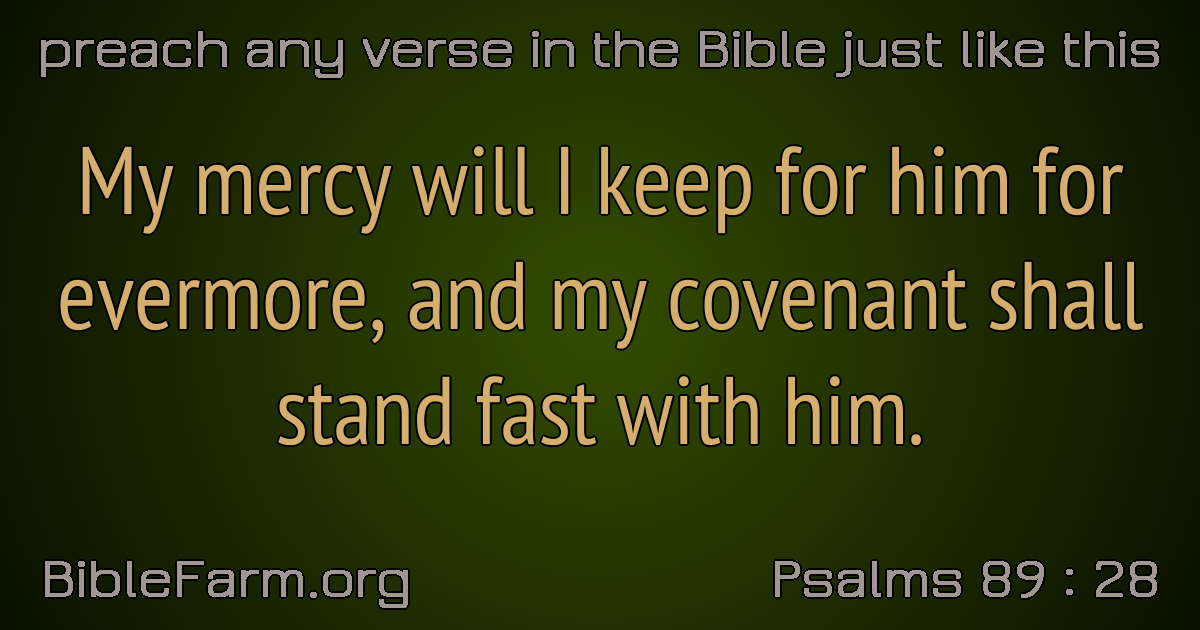 preach any verse in the Bible just like this
My mercy will I keep for him for
evermore, and my covenant shall
stand fast with him.
BibleFarm.org
Psalms 89 : 28